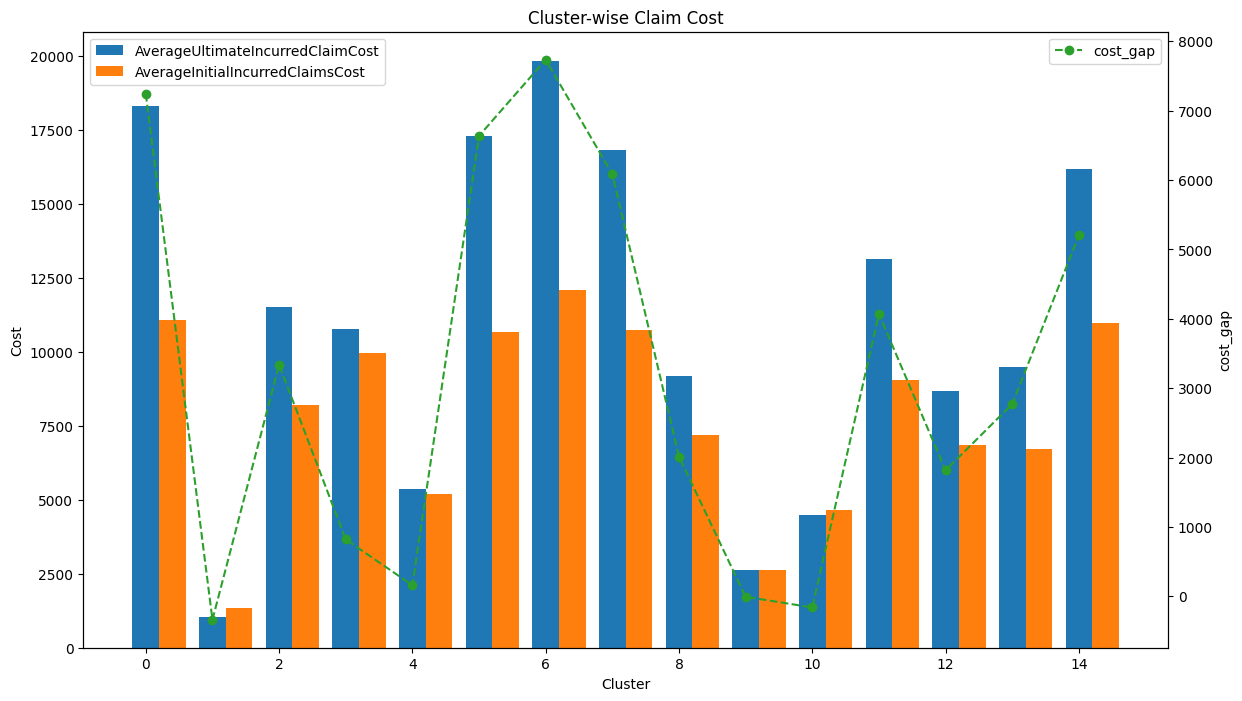 Cluster-wise Claim Cost
AverageUltimateIncurredClaimCost
AverageInitialIncurredClaimsCost
cost_gap
20000
17500
15000
12500
10000
7500
5000
2500
0
Cost
8000
7000
6000
5000
4000
3000
2000
1000
0
cost_gap
0 2 4 6 8 10 12 14
Cluster